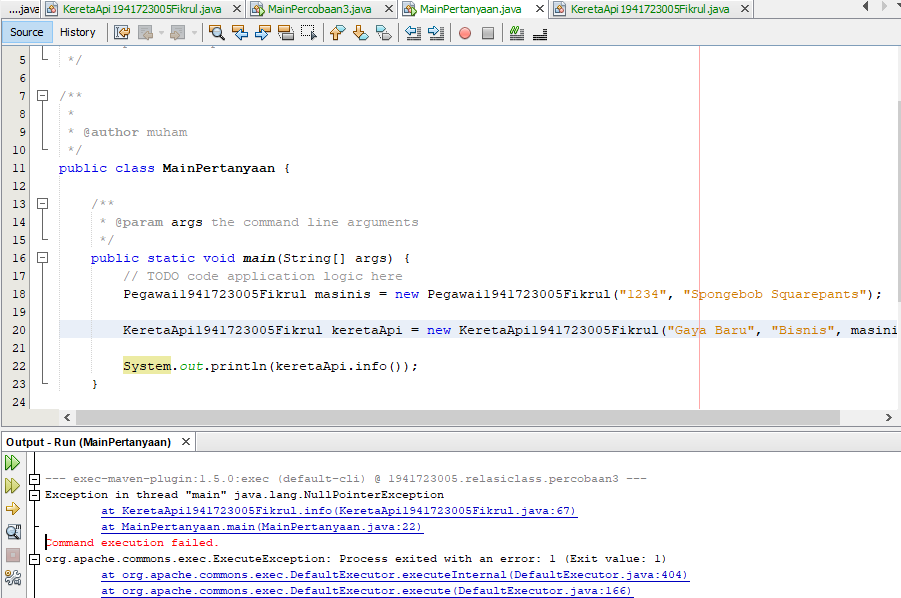 ....java KeretaApi1941723005Fikrul.java MainPercobaan3.java MainPertanyaan.java KeretaApi1941723005Fikrul.java
Source History
5 */
6
7 /**
8 *
9 * @author muham
10 */
11 public class MainPertanyaan {
12
13 /**
14 * @param args the command line arguments
15 */
16 public static void main(String[] args) {
17 // TODO code application logic here
18 Pegawai1941723005Fikrul masinis = new Pegawai1941723005Fikrul("1234", "Spongebob Squarepants");
19
20 KeretaApi1941723005Fikrul keretaApi = new KeretaApi1941723005Fikrul("Gaya Baru", "Bisnis", masini
21
22 System.out.println(keretaApi.info());
23 }
24
Output - Run (MainPertanyaan)
--- exec-maven-plugin:1.5.0:exec (default-cli) @ 1941723005.relasiclass.percobaan3 ---
Exception in thread "main" java.lang.NullPointerException
at KeretaApi1941723005Fikrul.info(KeretaApi1941723005Fikrul.java:67)
at MainPertanyaan.main(MainPertanyaan.java:22)
Command execution failed.
org.apache.commons.exec.ExecuteException: Process exited with an error: 1 (Exit value: 1)
at org.apache.commons.exec.DefaultExecutor.executeInternal(DefaultExecutor.java:404)
at org.apache.commons.exec.DefaultExecutor.execute(DefaultExecutor.java:166)